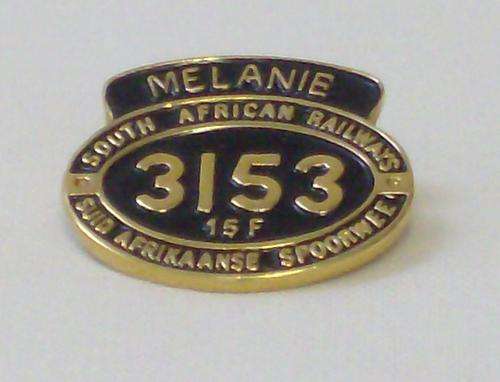 MELANIE
SOUTH AFRICAN RAILWAYS
3153
15F
SUID AFRIKAANSE SPOORWEË